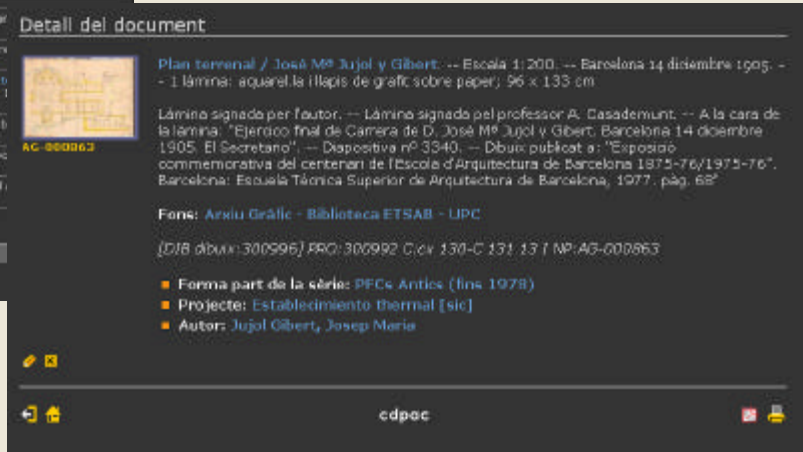 Detall del document
Plan terrenal / José Mª Jujol y Gibert. -- Escala 1:200. -- Barcelona 14 diciembre 1905. -
- 1 làmina: aquarel.la i llapis de grafit sobre paper; 96 x 133 cm
Làmina signada per l'autor. -- Làmina signada pel professor A. Casademunt. -- A la cara de
la làmina: "Ejercico final de Carrera de D. José Mª Jujol y Gibert. Barcelona 14 diciembre
1905. El Secretario". -- Diapositiva nº 3340. -- Dibuix publicat a: "Exposició
commemorativa del centenari de l'Escola d'Arquitectura de Barcelona 1875-76/1975-76".
Barcelona: Escuela Técnica Superior de Arquitectura de Barcelona, 1977. pàg. 68"
AG-000863
Fons: Arxiu Gràfic - Biblioteca ETSAB - UPC
[DIB dibuix:300996] PRO:300992 C.cx 130-C 131 13 NP:AG-000863
Forma part de la sèrie: PFCs Antics (fins 1978)
Projecte: Establecimiento thermal [sic]
Autor: Jujol Gibert, Josep Maria
cdpac